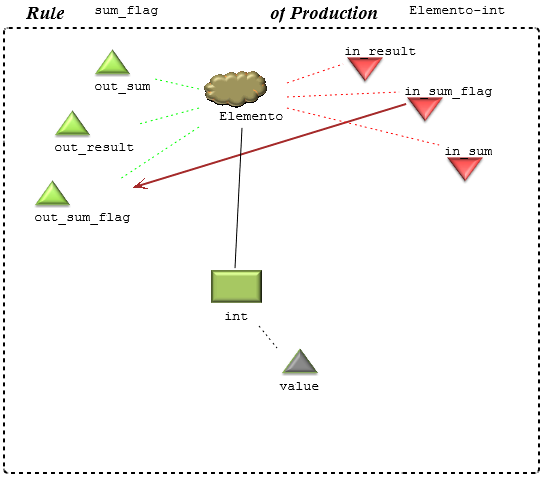 Rule sum_flag of Production Elemento-int
in_result
out_sum
in_sum_flag
Elemento
out_result
in_sum
out_sum_flag
int
value